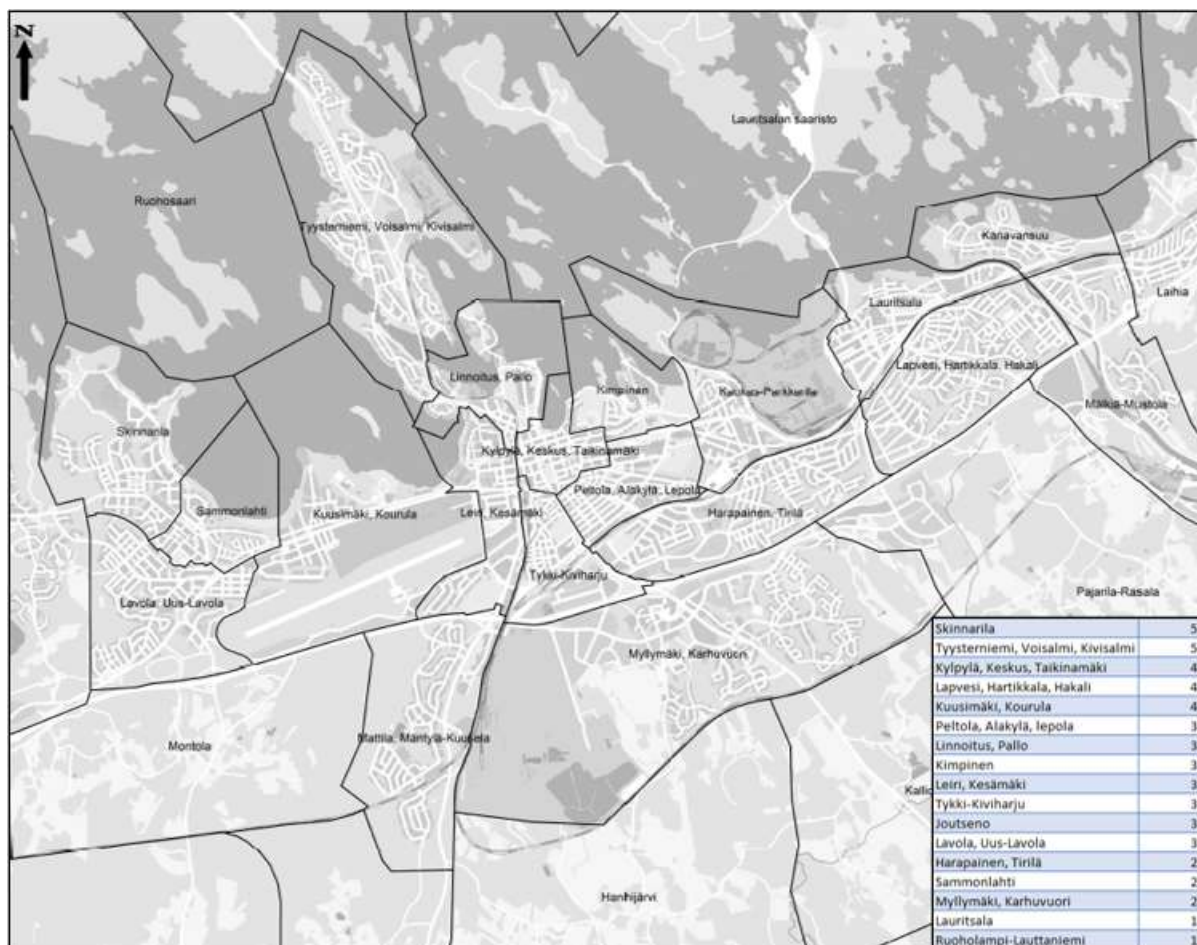 N
Lauritsalan saaristo
Ruohosaari
Tyysterniemi, Voisalmi, Kivisalmi
Kanavansuu
Laihia
Lauritsala
Lapvesi, Hartikkala, Hakali
Linnoitus, Pallo
Kimpinen
Kaukaa-Parkkarila
Mälkiä-Mustola
Skinnarila
Kylpylä, Keskus, Taikinamäki
Peltola, Alakylä, Lepola
Sammonlahti
Kuusimäki, Kourula
Leiri, Kesämäki
Harapainen, Tirilä
Tykki-Kiviharju
Lavola, Uus-Lavola
Pajarila-Rasala
Myllymäki, Karhuvuori
Montola
Mattila, Mäntylä-Kuusela
Hanhijärvi
Skinnarila 5
Tyysterniemi, Voisalmi, Kivisalmi 5
Kylpylä, Keskus, Taikinamäki 4
Lapvesi, Hartikkala, Hakali 4
Kuusimäki, Kourula 4
Peltola, Alakylä, lepola 3
Linnoitus, Pallo 3
Kimpinen 3
Leiri, Kesämäki 3
Tykki-Kiviharju 3
Joutseno 3
Lavola, Uus-Lavola 3
Harapainen, Tirilä 2
Sammonlahti 2
Myllymäki, Karhuvuori 2
Lauritsala 1
Ruoholampi-Lauttaniemi 1